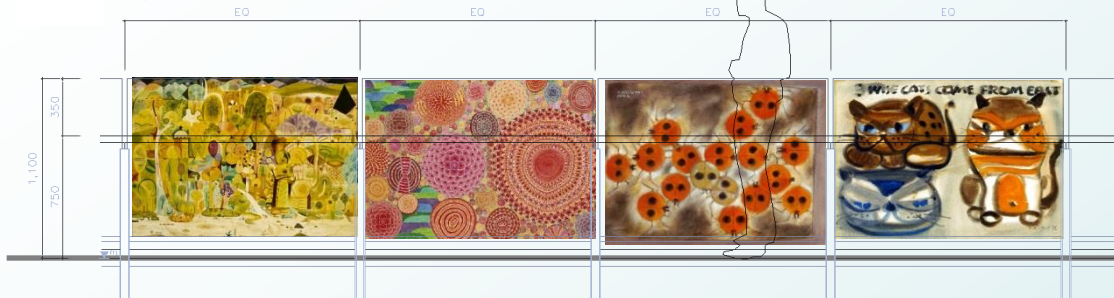 EQ
EQ
EQ
EQ
350
1,100
750
3 WISE CATS COME FROM EAST